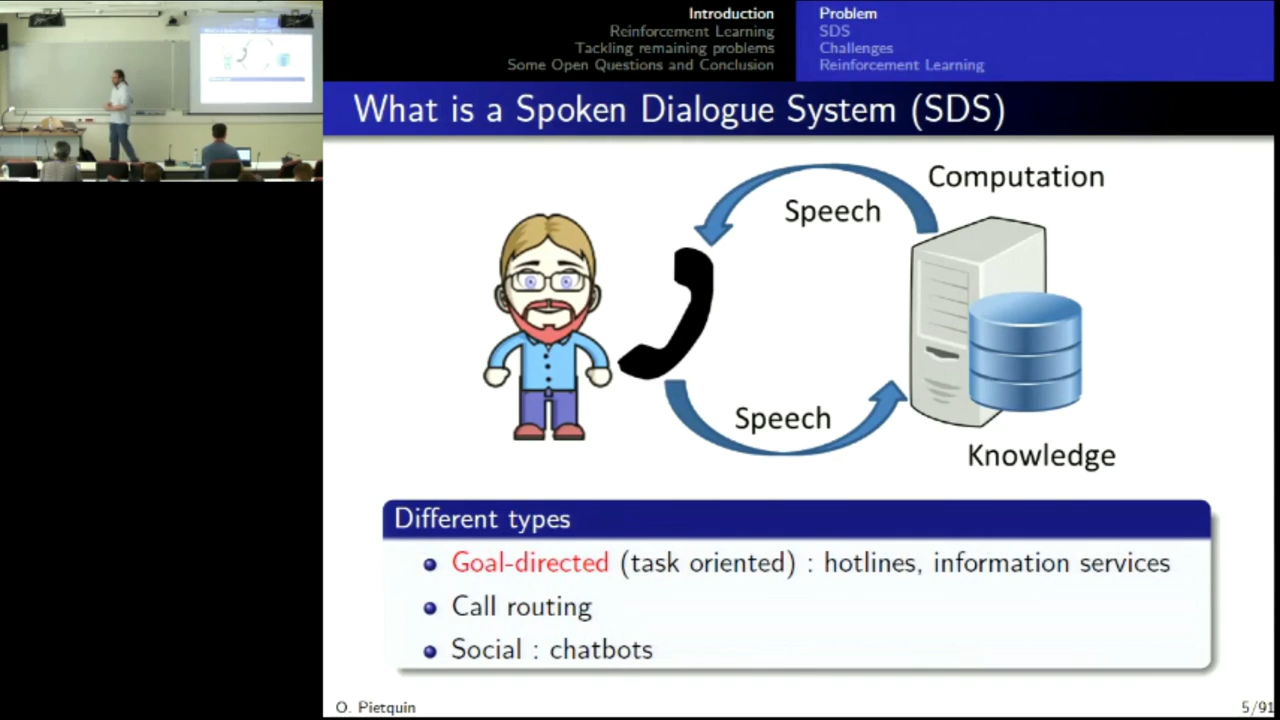 Introduction
Reinforcement Learning
Tackling remaining problems
Some Open Questions and Conclusion
Problem
SDS
Challenges
Reinforcement Learning
What is a Spoken Dialogue System (SDS)
Computation
Speech
Speech
Knowledge
Different types
Goal-directed (task oriented) : hotlines, information services
Call routing
Social : chatbots
O. Pietquin
5/91